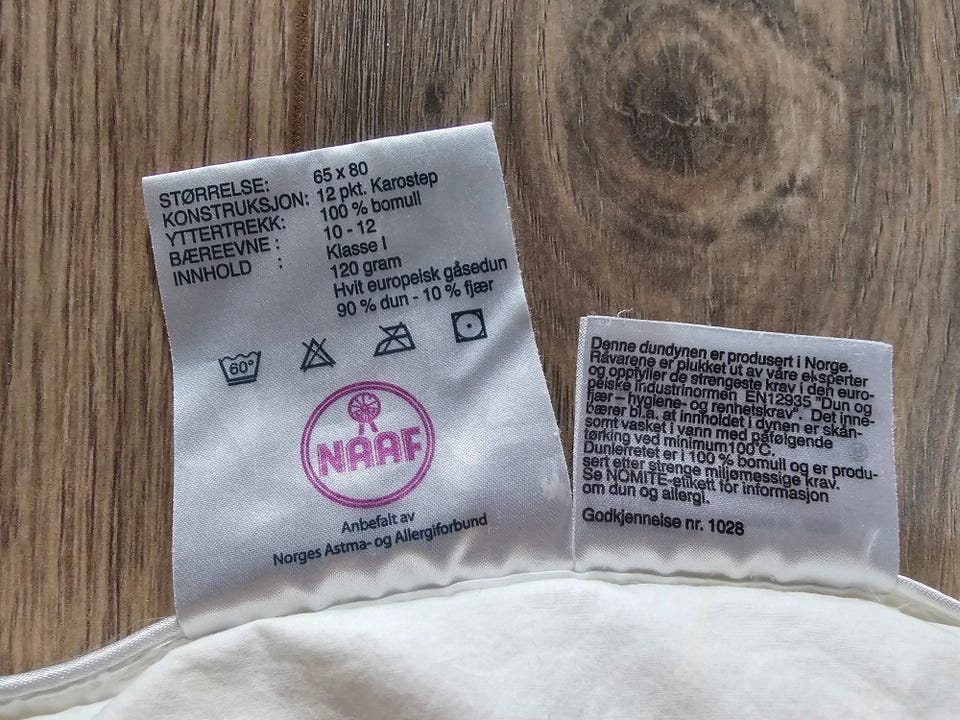 STØRRELSE: 65 x 80
KONSTRUKSJON: 12 pkt. Karostep
YTTERTREKK: 100 % bomull
BÆREEVNE : 10 - 12
INNHOLD : Klasse I
120 gram
Hvit europeisk gåsedun
90 % dun - 10 % fjær
60°
NAAF
Anbefalt av
Norges Astma- og Allergiforbund
Denne dundynen er produsert i Norge.
Råvarene er plukket ut av våre eksperter
og oppfyller de strengeste krav i den euro-
peiske industrinormen EN12935 "Dun og
fjær – hygiene- og renhetskrav". Det inne-
bærer bl.a. at innholdet i dynen er skån-
somt vasket i vann med påfølgende
tørking ved minimum100°C.
Dunlerretet er i 100 % bomull og er produ-
sert etter strenge miljømessige krav.
Se NOMITE-etikett for informasjon
om dun og allergi.
Godkjennelse nr. 1028